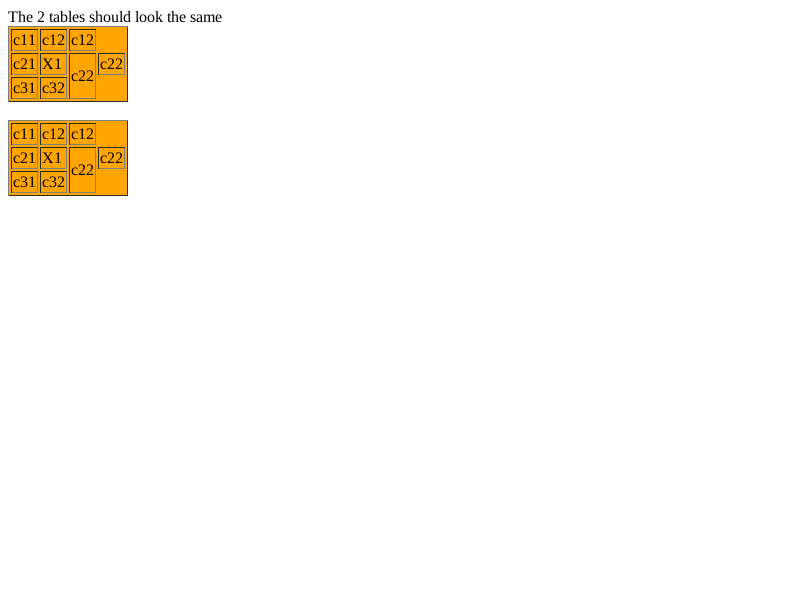 The 2 tables should look the same
c11 c12 c12
c21 X1 c22 c22
c31 c32
c11 c12 c12
c21 X1 c22 c22
c31 c32